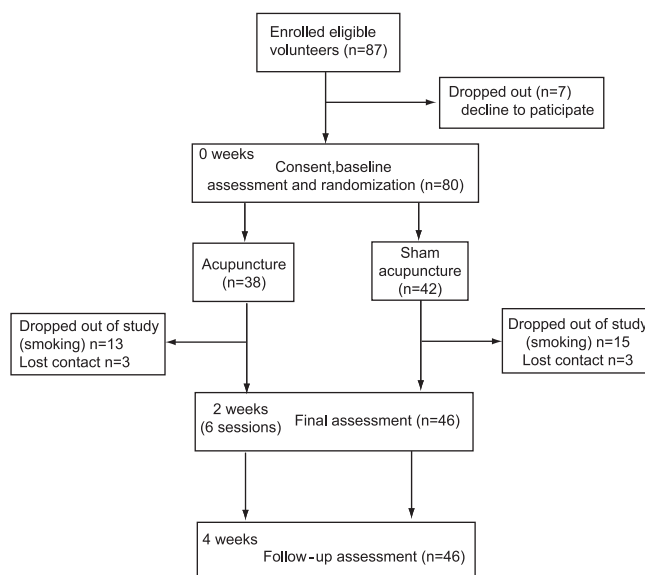 Enrolled eligible
volunteers (n=87)
Dropped out (n=7)
decline to paticipate
0 weeks
Consent,baseline
assessment and randomization (n=80)
Acupuncture
(n=38)
Sham
acupuncture
(n=42)
Dropped out of study
(smoking) n=13
Lost contact n=3
Dropped out of study
(smoking) n=15
Lost contact n=3
2 weeks
(6 sessions)
Final assessment (n=46)
4 weeks
Follow-up assessment (n=46)